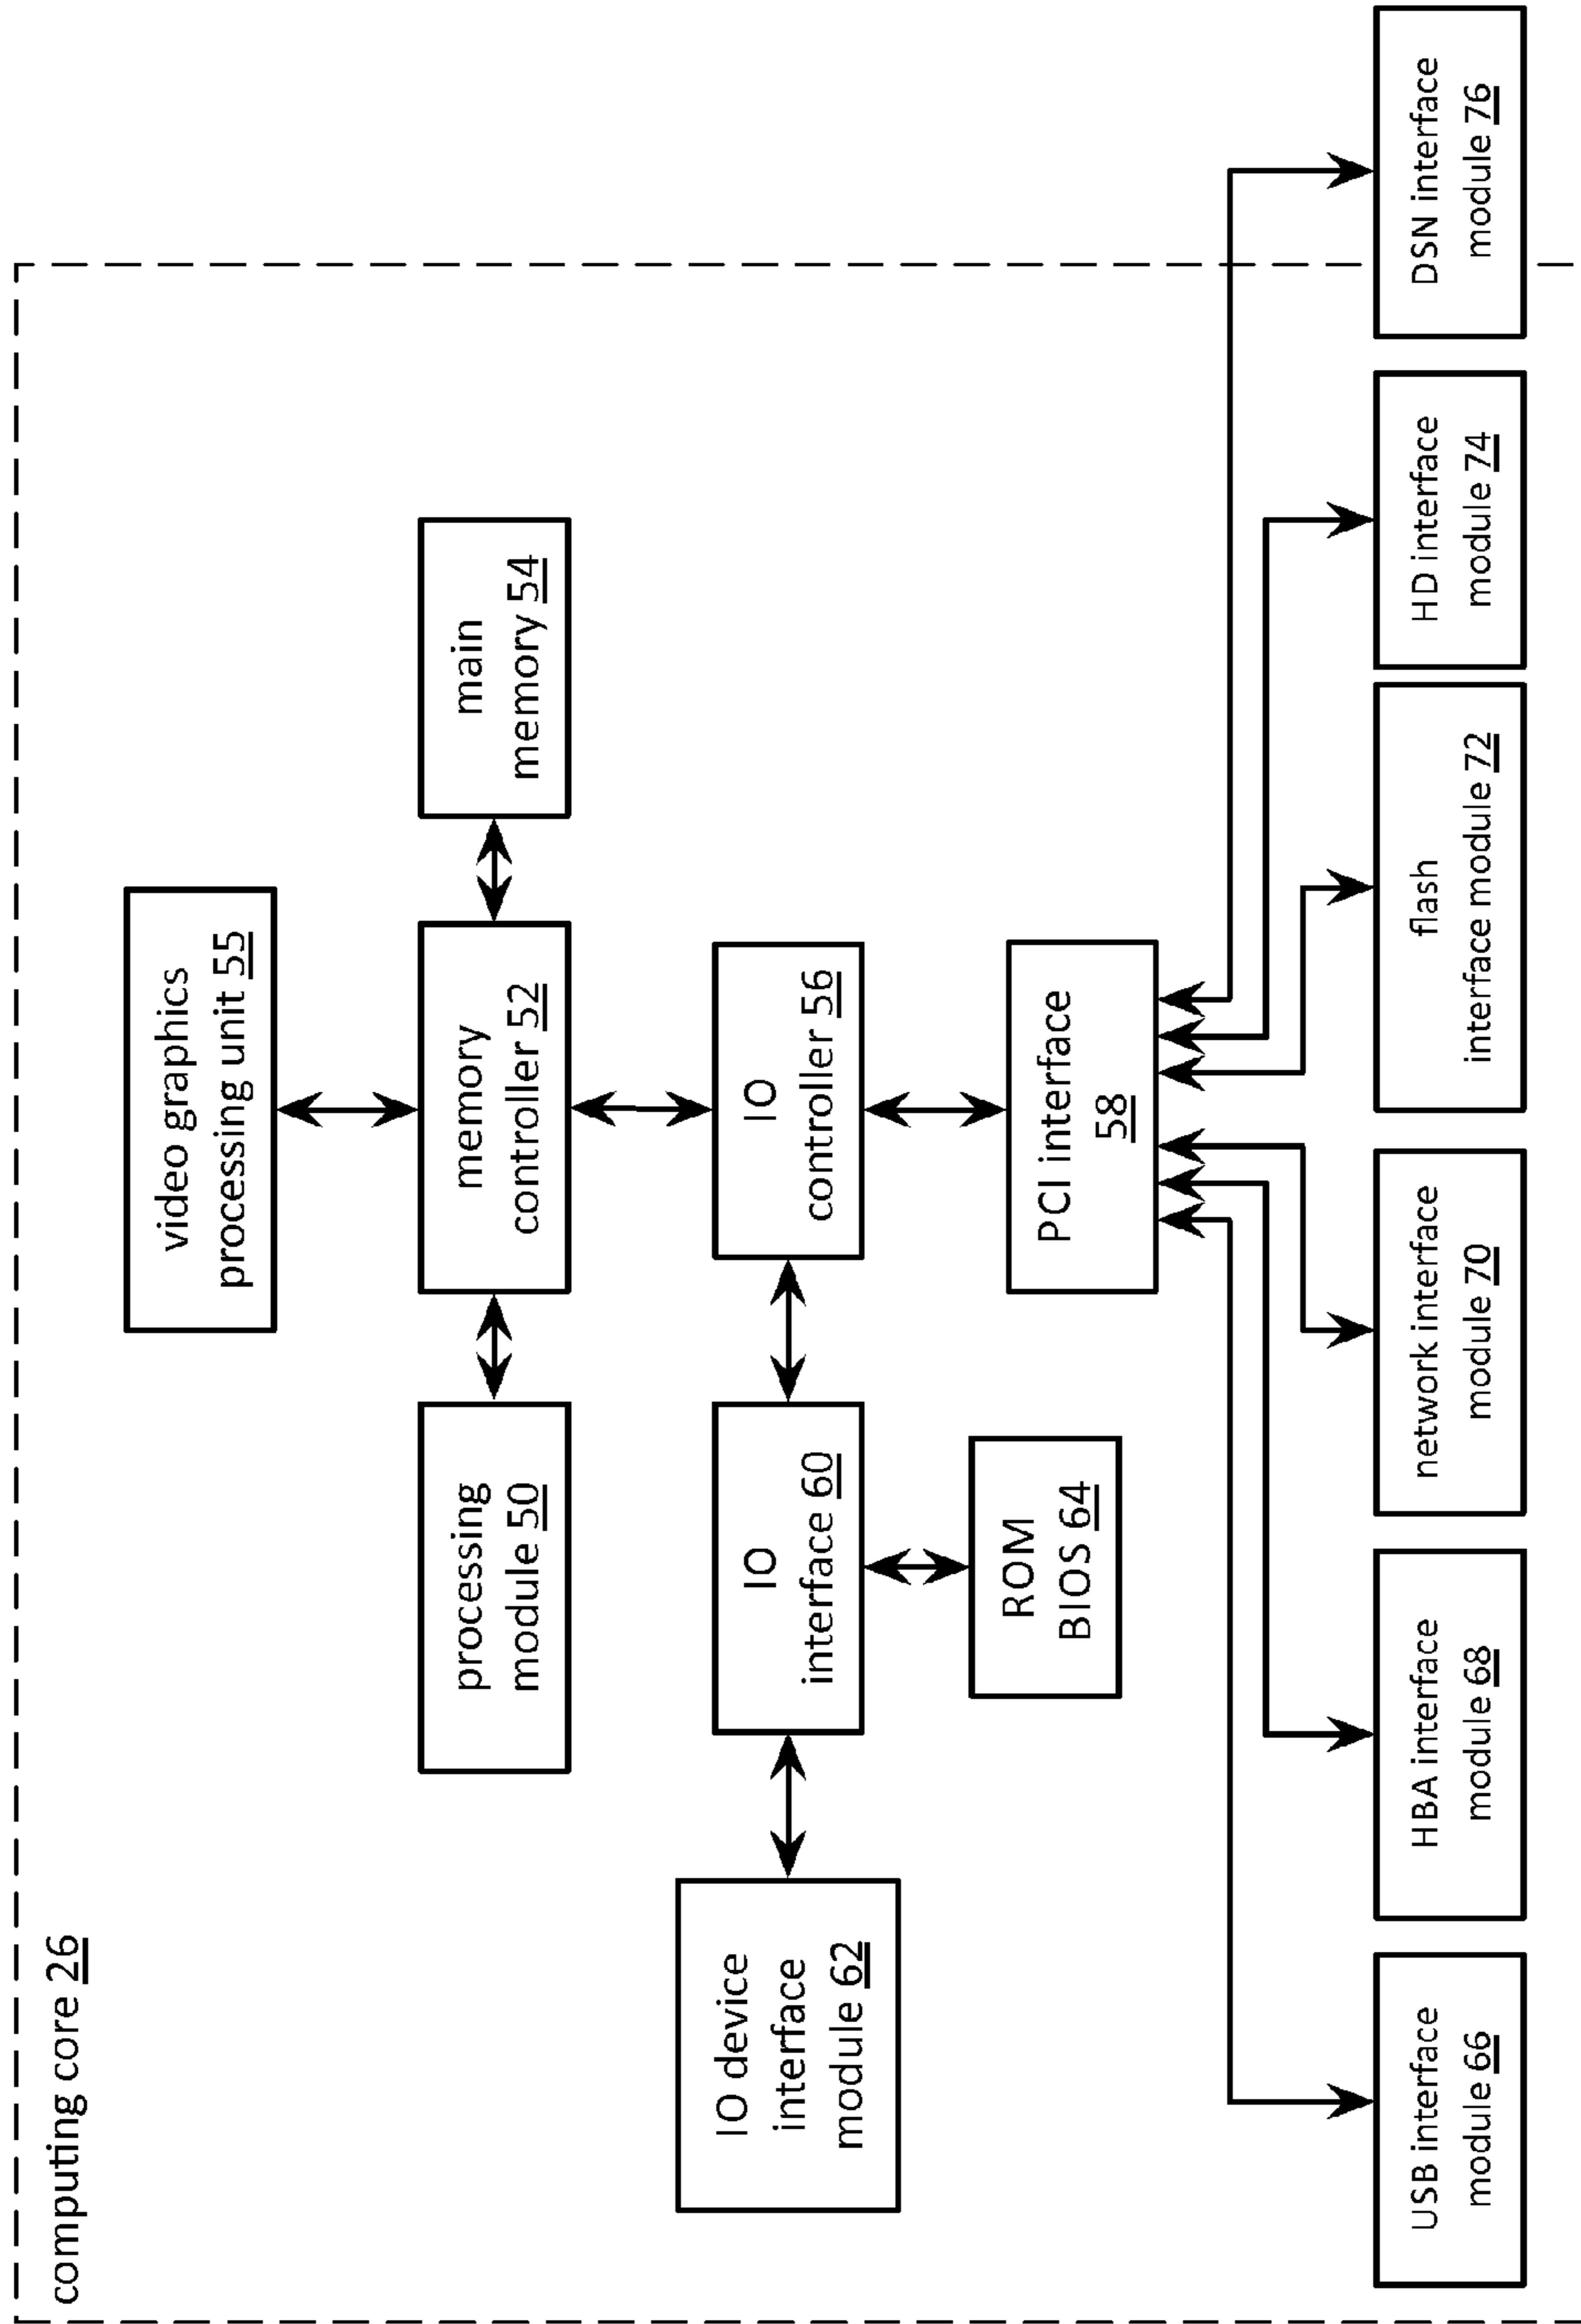 computing core 26
video graphics
processing unit 55
processing
module 50
memory
controller 52
main
memory 54
IO device
interface
module 62
IO
interface 60
IO
controller 56
ROM
BIOS 64
PCI interface
58
USB interface
module 66
HBA interface
module 68
network interface
module 70
flash
interface module 72
HD interface
module 74
DSN interface
module 76